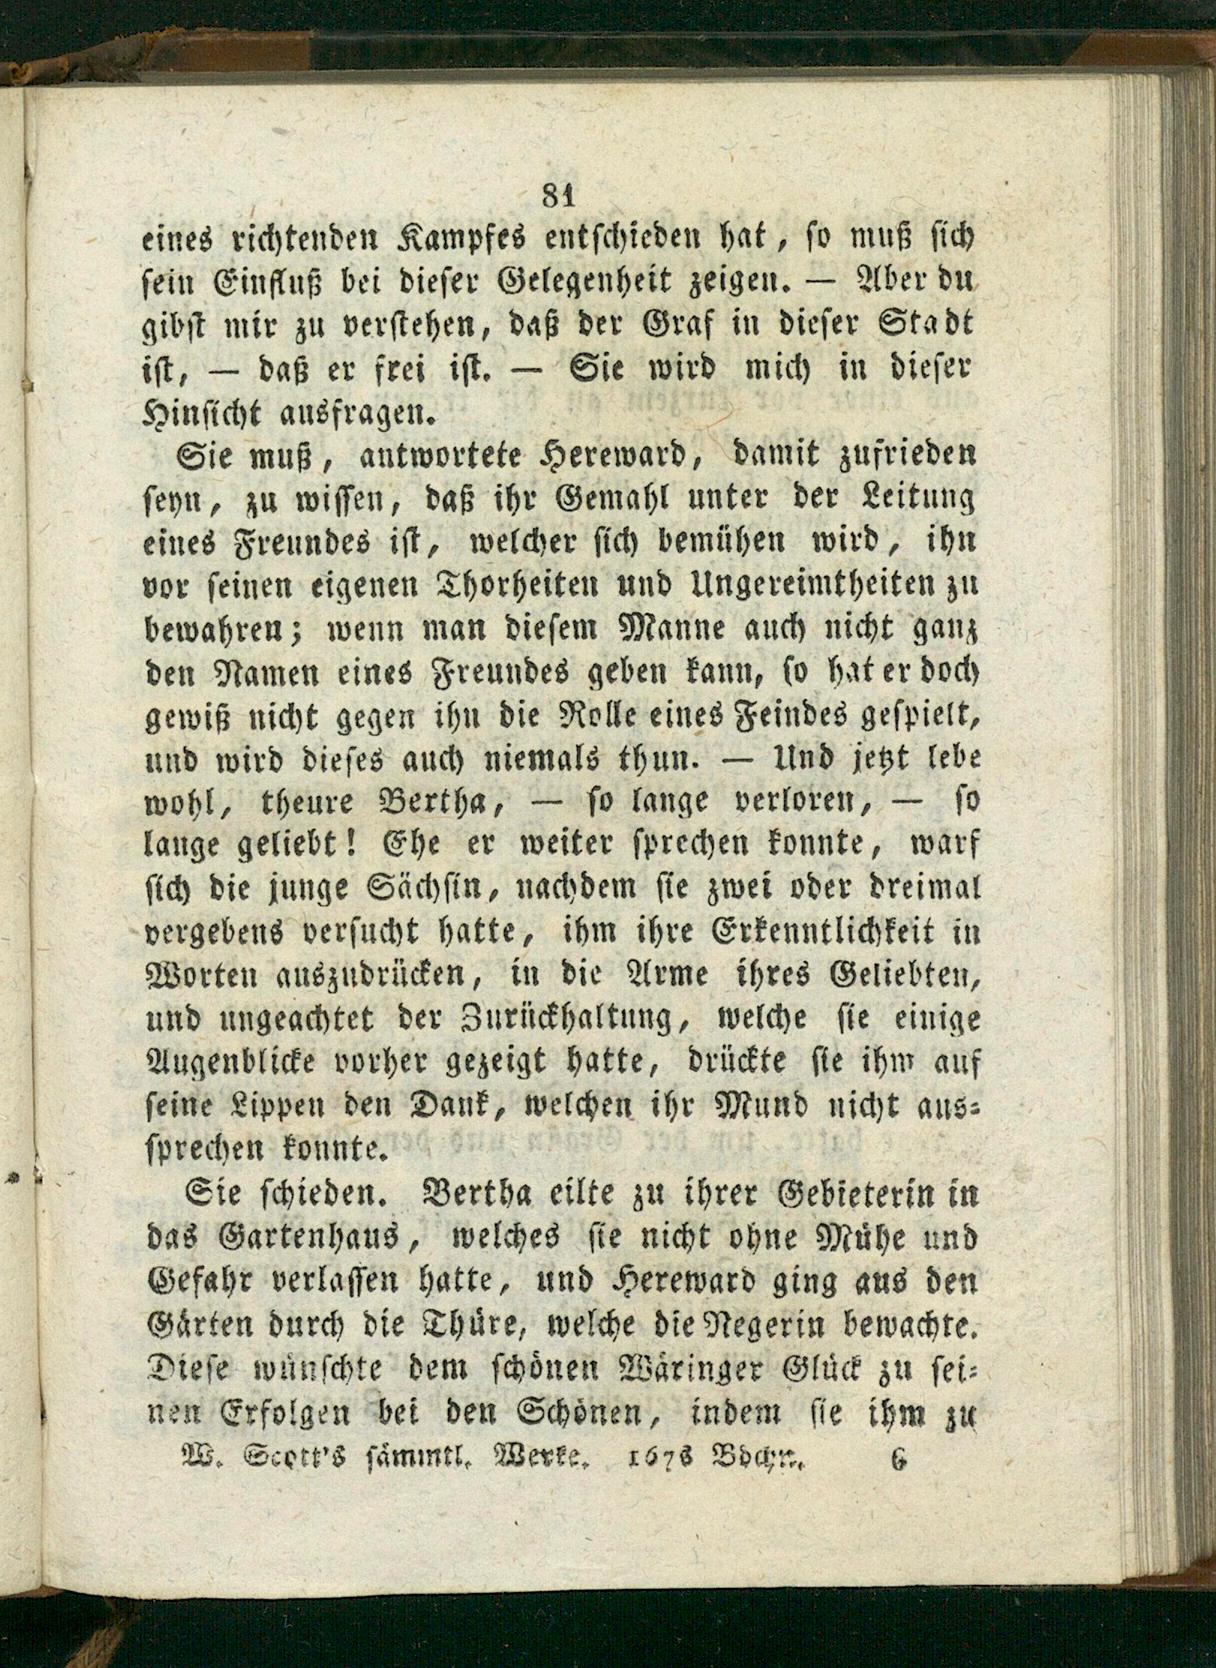 81
eines richtenden Kampfes entschieden hat, so muß sich
sein Einfluß bei dieser Gelegenheit zeigen. — Aber du
gibst mir zu verstehen, daß der Graf in dieser Stadt
ist, — daß er frei ist. — Sie wird mich in dieser
Hinsicht ausfragen.
Sie muß, antwortete Hereward, damit zufrieden
seyn, zu wissen, daß ihr Gemahl unter der Leitung
eines Freundes ist, welcher sich bemühen wird, ihn
vor seinen eigenen Thorheiten und Ungereimtheiten zu
bewahren; wenn man diesem Manne auch nicht ganz
den Namen eines Freundes geben kann, so hat er doch
gewiß nicht gegen ihn die Rolle eines Feindes gespielt,
und wird dieses auch niemals thun. — Und jetzt lebe
wohl, theure Bertha, — so lange verloren, — so
lange geliebt! Ehe er weiter sprechen konnte, warf
sich die junge Sächsin, nachdem sie zwei oder dreimal
vergebens versucht hatte, ihm ihre Erkenntlichkeit in
Worten auszudrücken, in die Arme ihres Geliebten,
und ungeachtet der Zurückhaltung, welche sie einige
Augenblicke vorher gezeigt hatte, drückte sie ihm auf
seine Lippen den Dank, welchen ihr Mund nicht aus-
sprechen konnte.
Sie schieden. Bertha eilte zu ihrer Gebieterin in
das Gartenhaus, welches sie nicht ohne Mühe und
Gefahr verlassen hatte, und Hereward ging aus den
Gärten durch die Thüre, welche die Negerin bewachte.
Diese wünschte dem schönen Wäringer Glück zu sei-
nen Erfolgen bei den Schönen, indem sie ihm zu
W. Scott's sämmtl. Werke. 167s Bdchn. 6